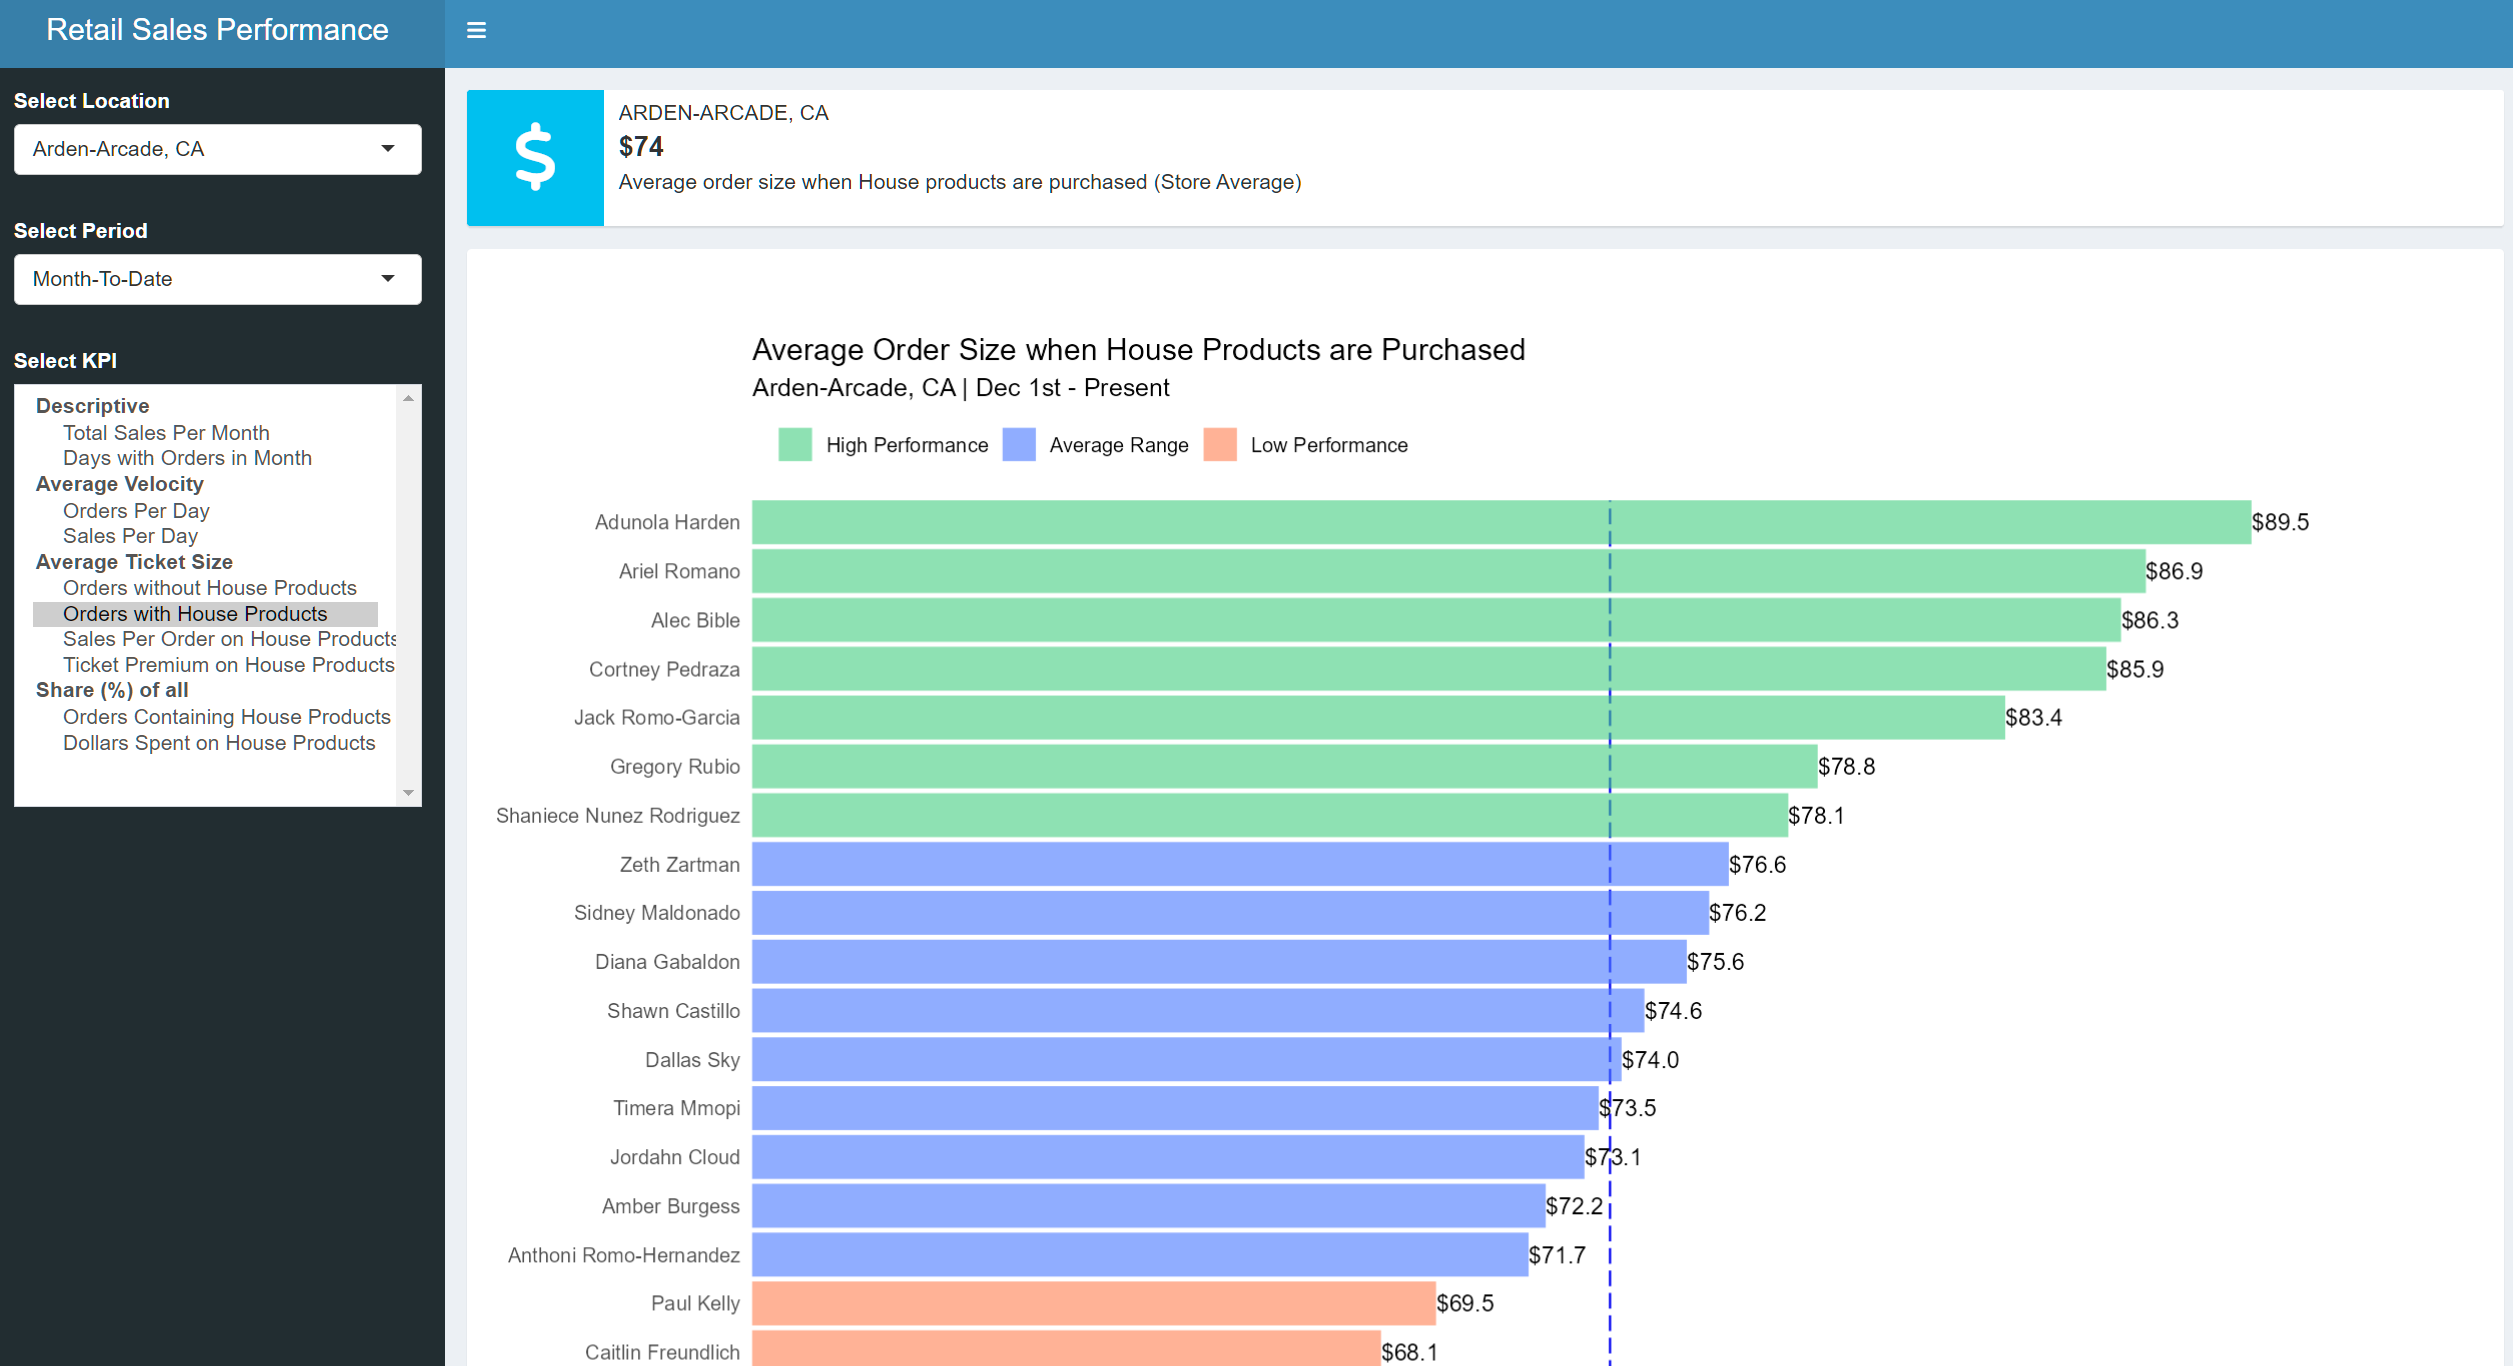 Retail Sales Performance
Select Location
Arden-Arcade, CA
Select Period
Month-To-Date
Select KPI
Descriptive
Total Sales Per Month
Days with Orders in Month
Average Velocity
Orders Per Day
Sales Per Day
Average Ticket Size
Orders without House Products
Orders with House Products
Sales Per Order on House Products
Ticket Premium on House Products
Share (%) of all
Orders Containing House Products
Dollars Spent on House Products
$
ARDEN-ARCADE, CA
$74
Average order size when House products are purchased (Store Average)
Average Order Size when House Products are Purchased
Arden-Arcade, CA | Dec 1st - Present
High Performance Average Range Low Performance
Adunola Harden $89.5
Ariel Romano $86.9
Alec Bible $86.3
Cortney Pedraza $85.9
Jack Romo-Garcia $83.4
Gregory Rubio $78.8
Shaniece Nunez Rodriguez $78.1
Zeth Zartman $76.6
Sidney Maldonado $76.2
Diana Gabaldon $75.6
Shawn Castillo $74.6
Dallas Sky $74.0
Timera Mmopi $73.5
Jordahn Cloud $73.1
Amber Burgess $72.2
Anthoni Romo-Hernandez $71.7
Paul Kelly $69.5
Caitlin Freundlich $68.1